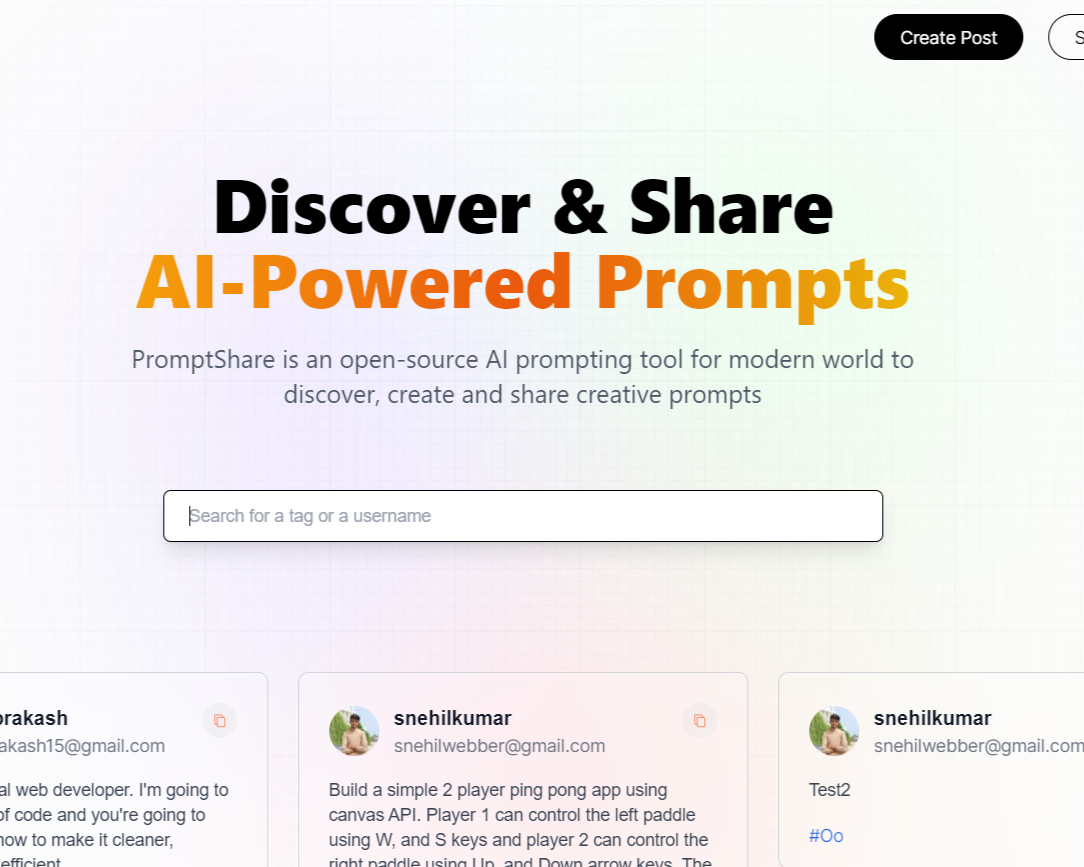 Create Post
Discover & Share
AI-Powered Prompts
PromptShare is an open-source AI prompting tool for modern world to
discover, create and share creative prompts
Search for a tag or a username
prakash
akash15@gmail.com
al web developer. I'm going to
of code and you're going to
how to make it cleaner,
efficient
snehilkumar
snehilwebber@gmail.com
Build a simple 2 player ping pong app using
canvas API. Player 1 can control the left paddle
using W, and S keys and player 2 can control the
right paddle using Up, and Down arrow keys. The
snehilkumar
snehilwebber@gmail.com
Test2
#Oo